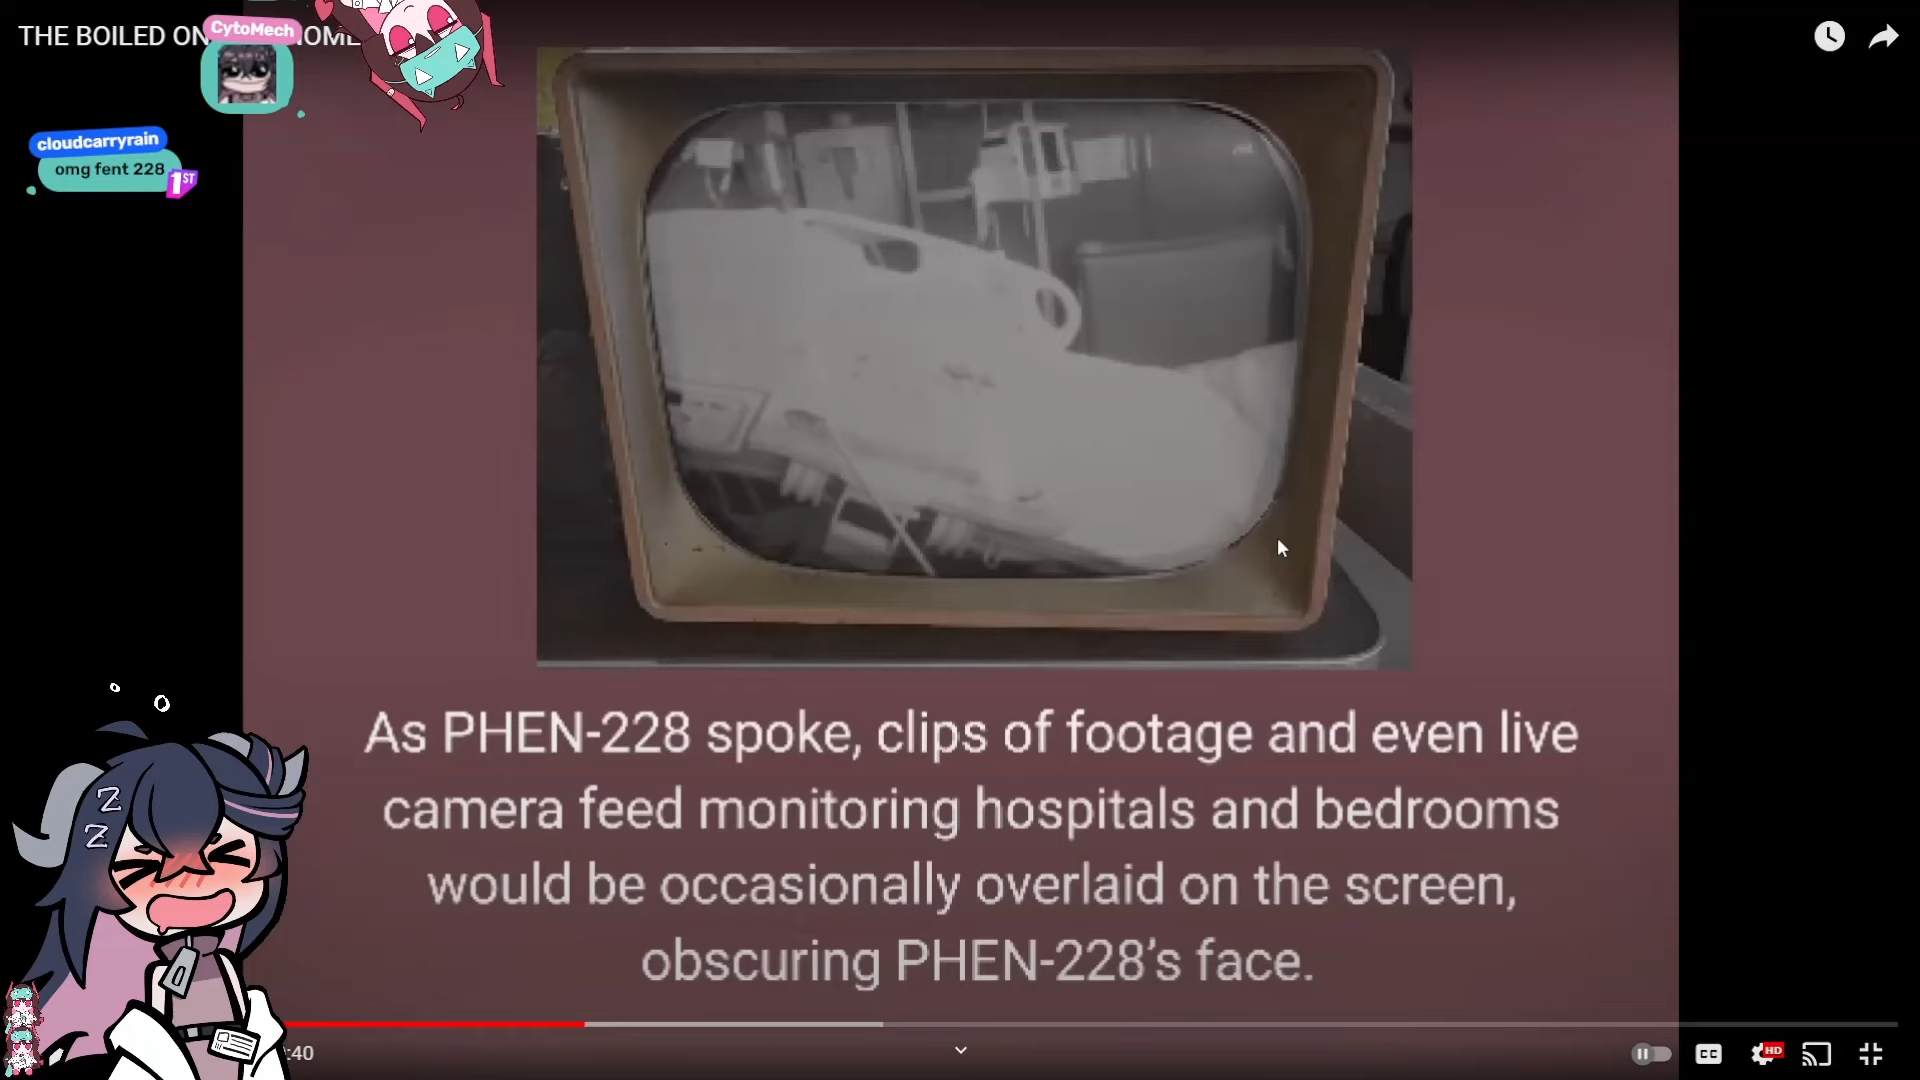 THE BOILED ON
OME
CytoMech
cloudcarryrain
omg fent 228
1ST
As PHEN-228 spoke, clips of footage and even live
camera feed monitoring hospitals and bedrooms
would be occasionally overlaid on the screen,
obscuring PHEN-228's face.
Z
Z
:40
CC
HD